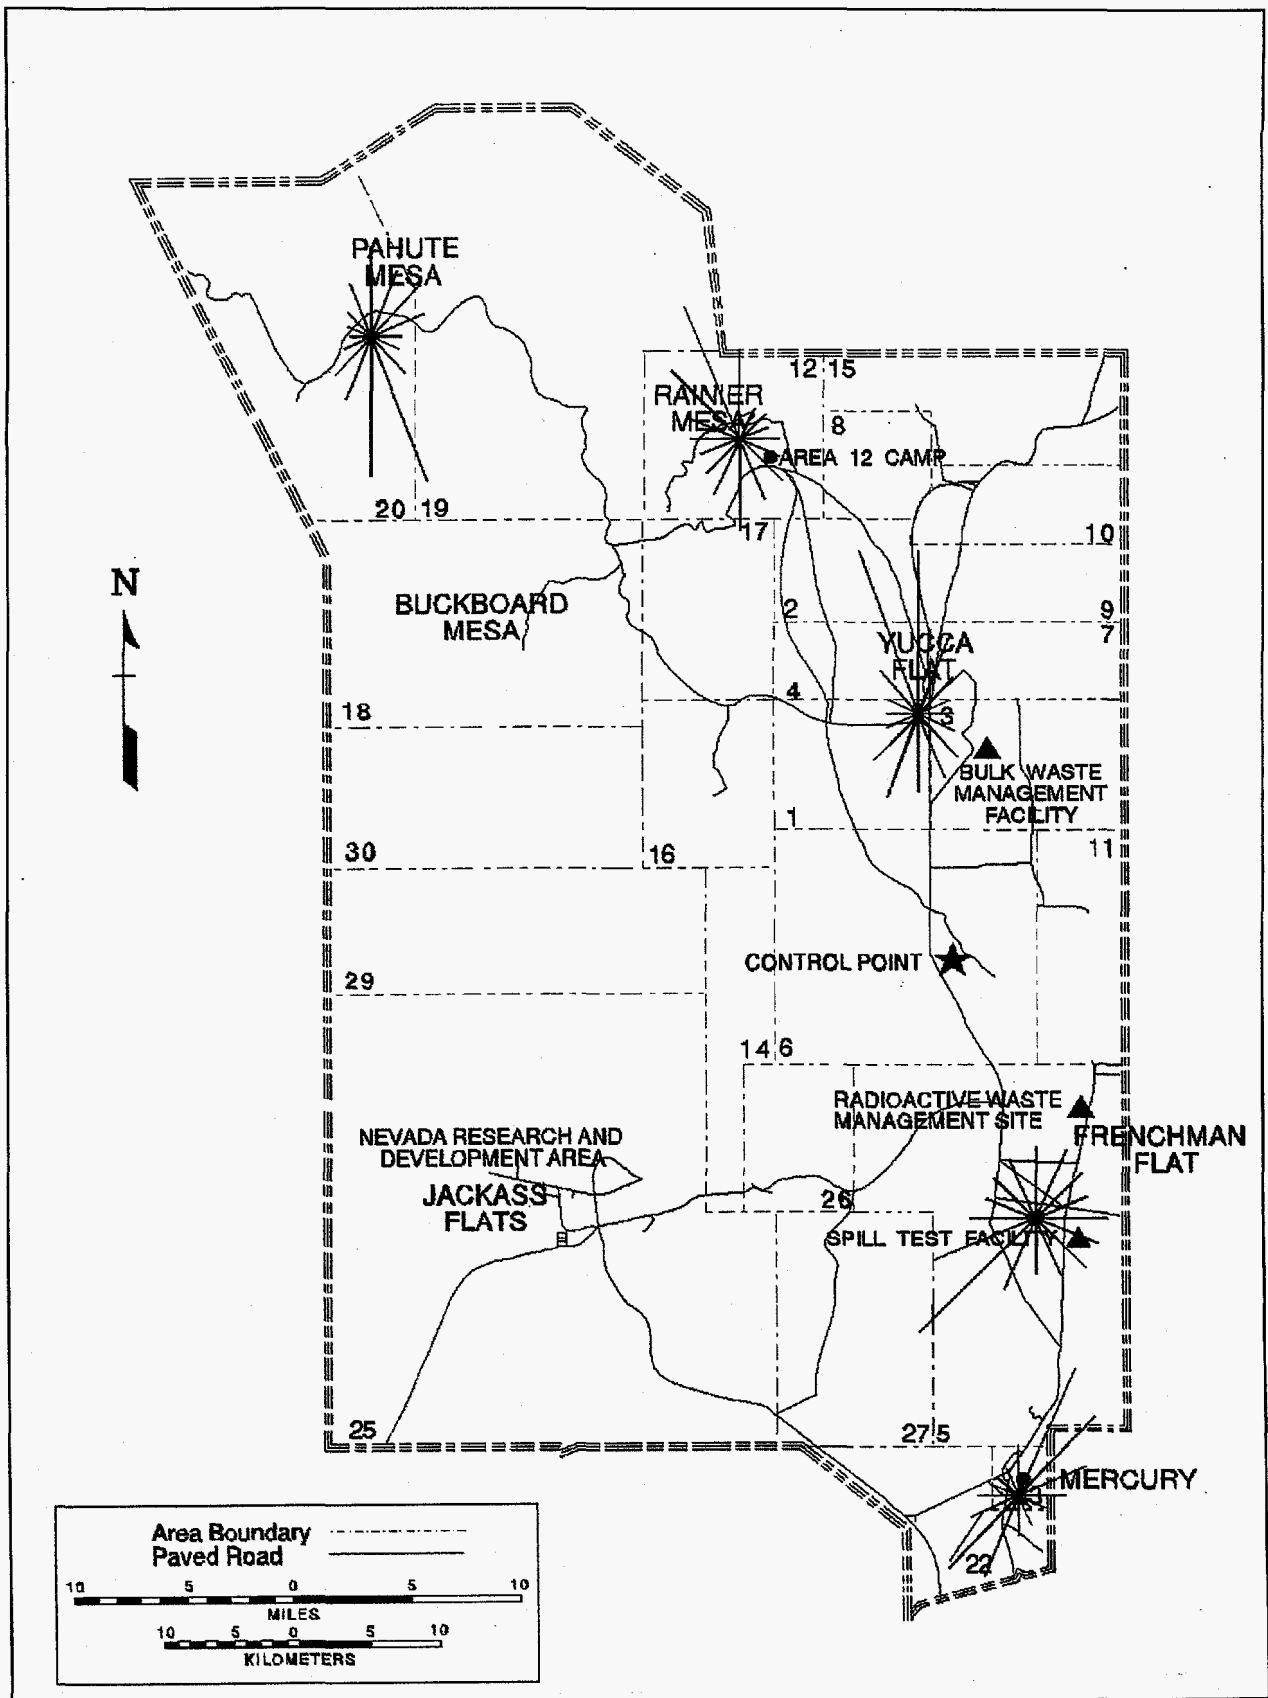 PAHUTE
MESA
12 15
RAINIER
MESA
8
AREA 12 CAMP
20 19
17
10
N
BUCKBOARD
MESA
2
9
7
YUCCA
FLAT
4
18
3
BULK WASTE
MANAGEMENT
FACILITY
1
30
16
11
CONTROL POINT
29
14 6
RADIOACTIVE WASTE
MANAGEMENT SITE
NEVADA RESEARCH AND
DEVELOPMENT AREA
FRENCHMAN
FLAT
JACKASS
FLATS
26
SPILL TEST FACILITY
25
27 5
MERCURY
22
Area Boundary
Paved Road
10 5 0 5 10
MILES
10 5 0 5 10
KILOMETERS